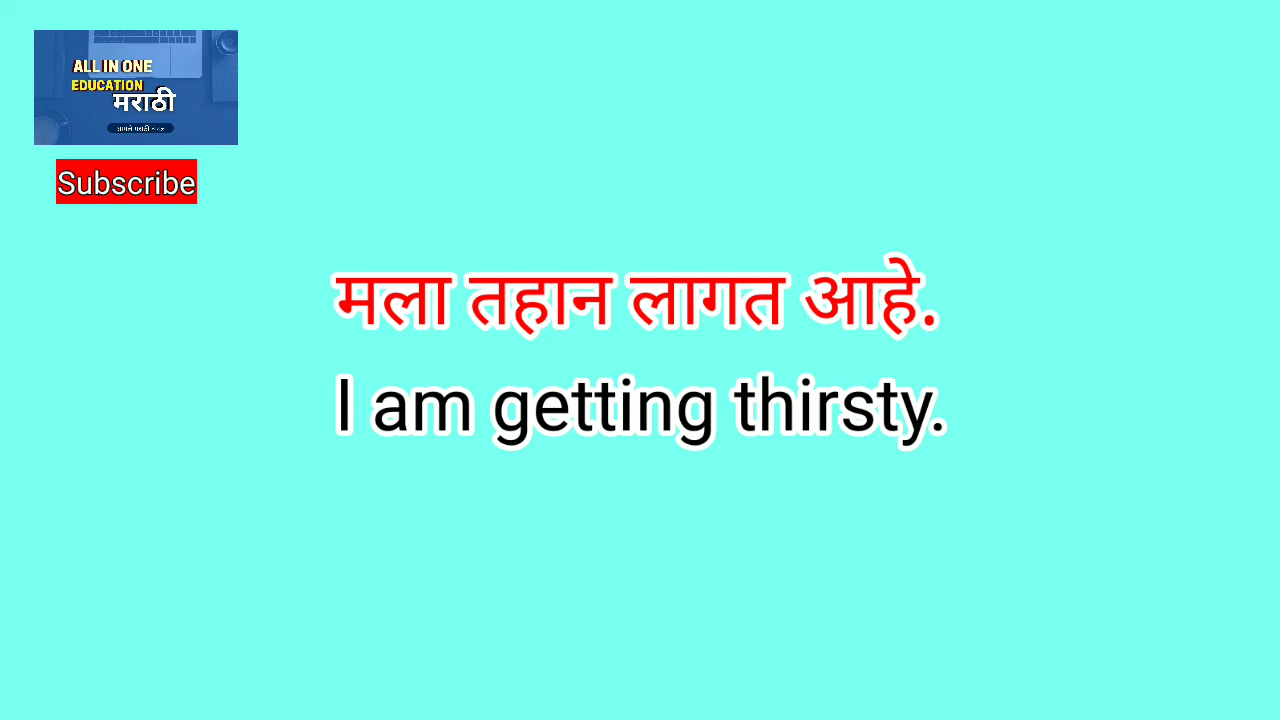 ALL IN ONE
EDUCATION
मराठी
Subscribe
मला तहान लागत आहे.
I am getting thirsty.